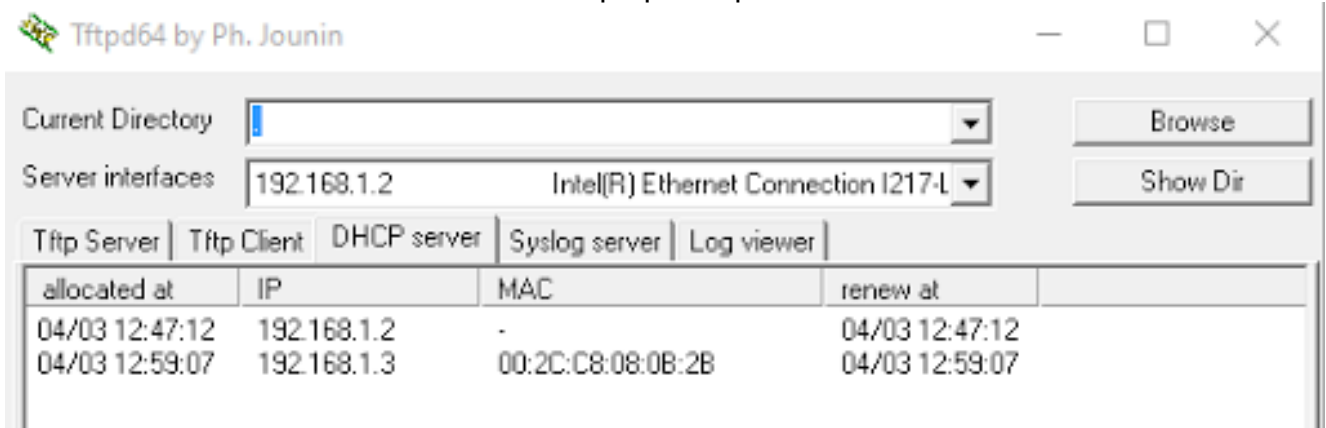 Tftpd64 by Ph. Jounin
Current Directory . Browse
Server interfaces 192.168.1.2 Intel(R) Ethernet Connection I217-L Show Dir
Tftp Server Tftp Client DHCP server Syslog server Log viewer
allocated at IP MAC renew at
04/03 12:47:12 192.168.1.2 - 04/03 12:47:12
04/03 12:59:07 192.168.1.3 00:2C:C8:08:0B:2B 04/03 12:59:07